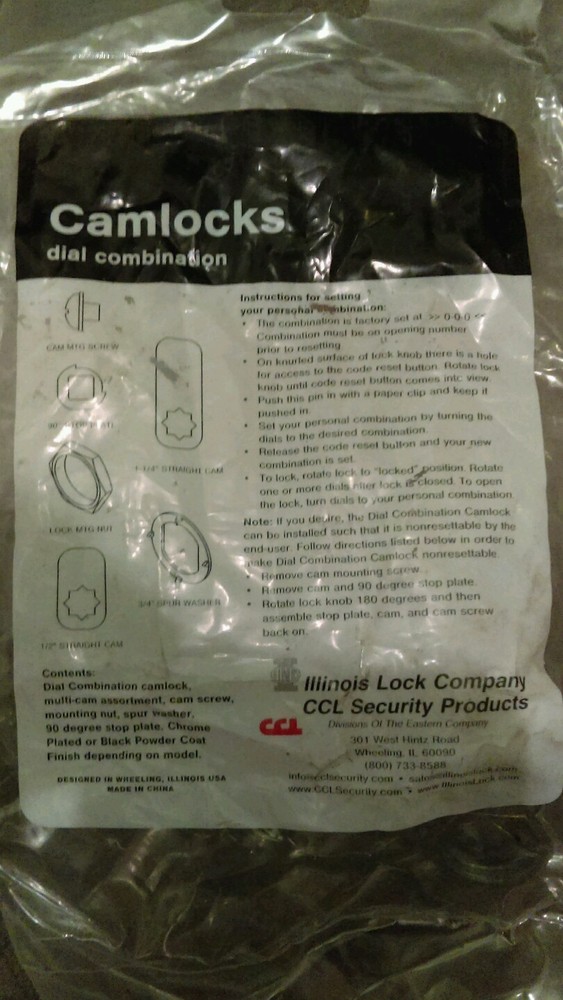 Camlocks
dial combination
CAM MTG SCREW
90° STOP PLATE
LOCK MTG NUT
1/2" STRAIGHT CAM
1-1/4" STRAIGHT CAM
3/4" SPUR WASHER
Instructions for setting
your personal combination:
• The combination is factory set at >> 0-0-0 <<
Combination must be on opening number
prior to resetting.
• On knurled surface of lock knob there is a hole
for access to the code reset button. Rotate lock
knob until code reset button comes into view.
• Push this pin in with a paper clip and keep it
pushed in.
• Set your personal combination by turning the
dials to the desired combination.
• Release the code reset button and your new
combination is set.
• To lock, rotate lock to "locked" position. Rotate
one or more dials after lock is closed. To open
the lock, turn dials to your personal combination.
Note: If you desire, the Dial Combination Camlock
can be installed such that it is nonresettable by the
end-user. Follow directions listed below in order to
make Dial Combination Camlock nonresettable.
• Remove cam mounting screw.
• Remove cam and 90 degree stop plate.
• Rotate lock knob 180 degrees and then
assemble stop plate, cam, and cam screw
back on.
Contents:
Dial Combination camlock,
multi-cam assortment, cam screw,
mounting nut, spur washer,
90 degree stop plate. Chrome
Plated or Black Powder Coat
Finish depending on model.
DESIGNED IN WHEELING, ILLINOIS USA
MADE IN CHINA
Illinois Lock Company
CCL CCL Security Products
Divisions Of The Eastern Company
301 West Hintz Road
Wheeling, IL 60090
(800) 733-8588
info@cclsecurity.com • sales@illinoislock.com
www.CCLSecurity.com • www.IllinoisLock.com